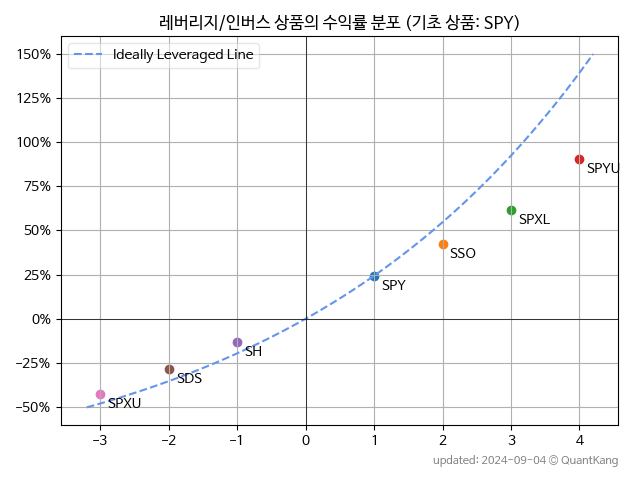 레버리지/인버스 상품의 수익률 분포 (기초 상품: SPY)
Ideally Leveraged Line
150%
125%
100%
75%
50%
25%
0%
−25%
−50%
SPYU
SPXL
SSO
SPY
SH
SDS
SPXU
−3 −2 −1 0 1 2 3 4
updated: 2024-09-04 © QuantKang